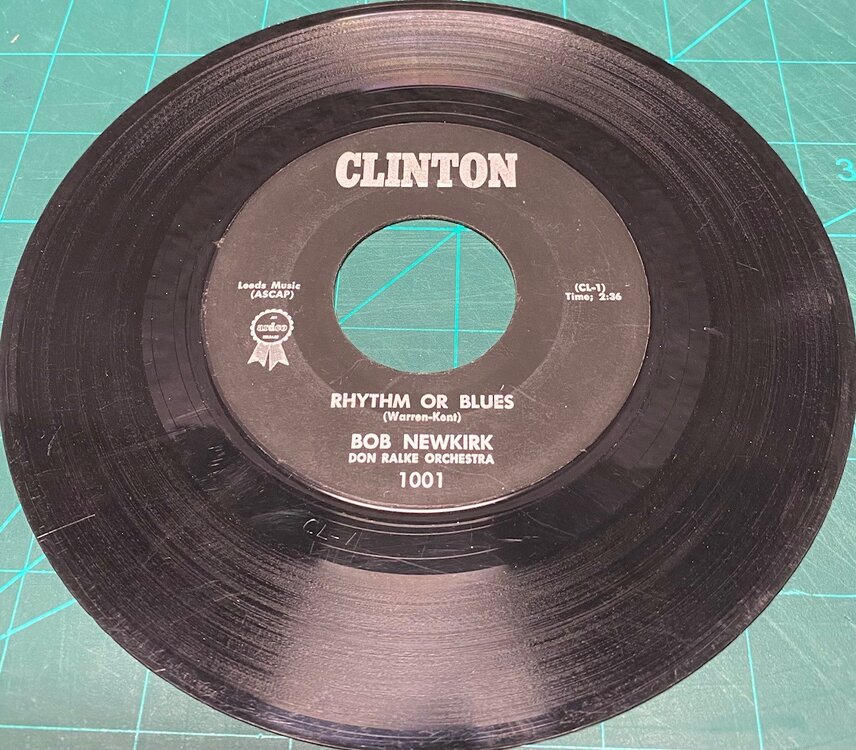 CLINTON
Leeds Music
(ASCAP)
(CL-1)
Time; 2:36
ardco
RHYTHM OR BLUES
(Warren-Kent)
BOB NEWKIRK
DON RALKE ORCHESTRA
1001
CL-1
3